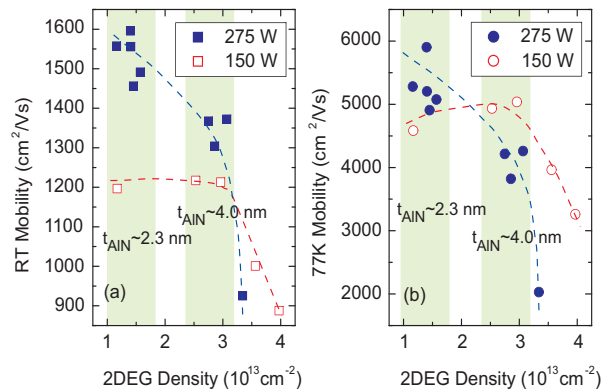 275 W
150 W
1600
1500
1400
1300
1200
1100
1000
900
RT Mobility (cm²/Vs)
t_AlN~2.3 nm
t_AlN~4.0 nm
(a)
1 2 3 4
2DEG Density (10¹³cm⁻²)
275 W
150 W
6000
5000
4000
3000
2000
77K Mobility (cm²/Vs)
t_AlN~2.3 nm
t_AlN~4.0 nm
(b)
1 2 3 4
2DEG Density (10¹³cm⁻²)